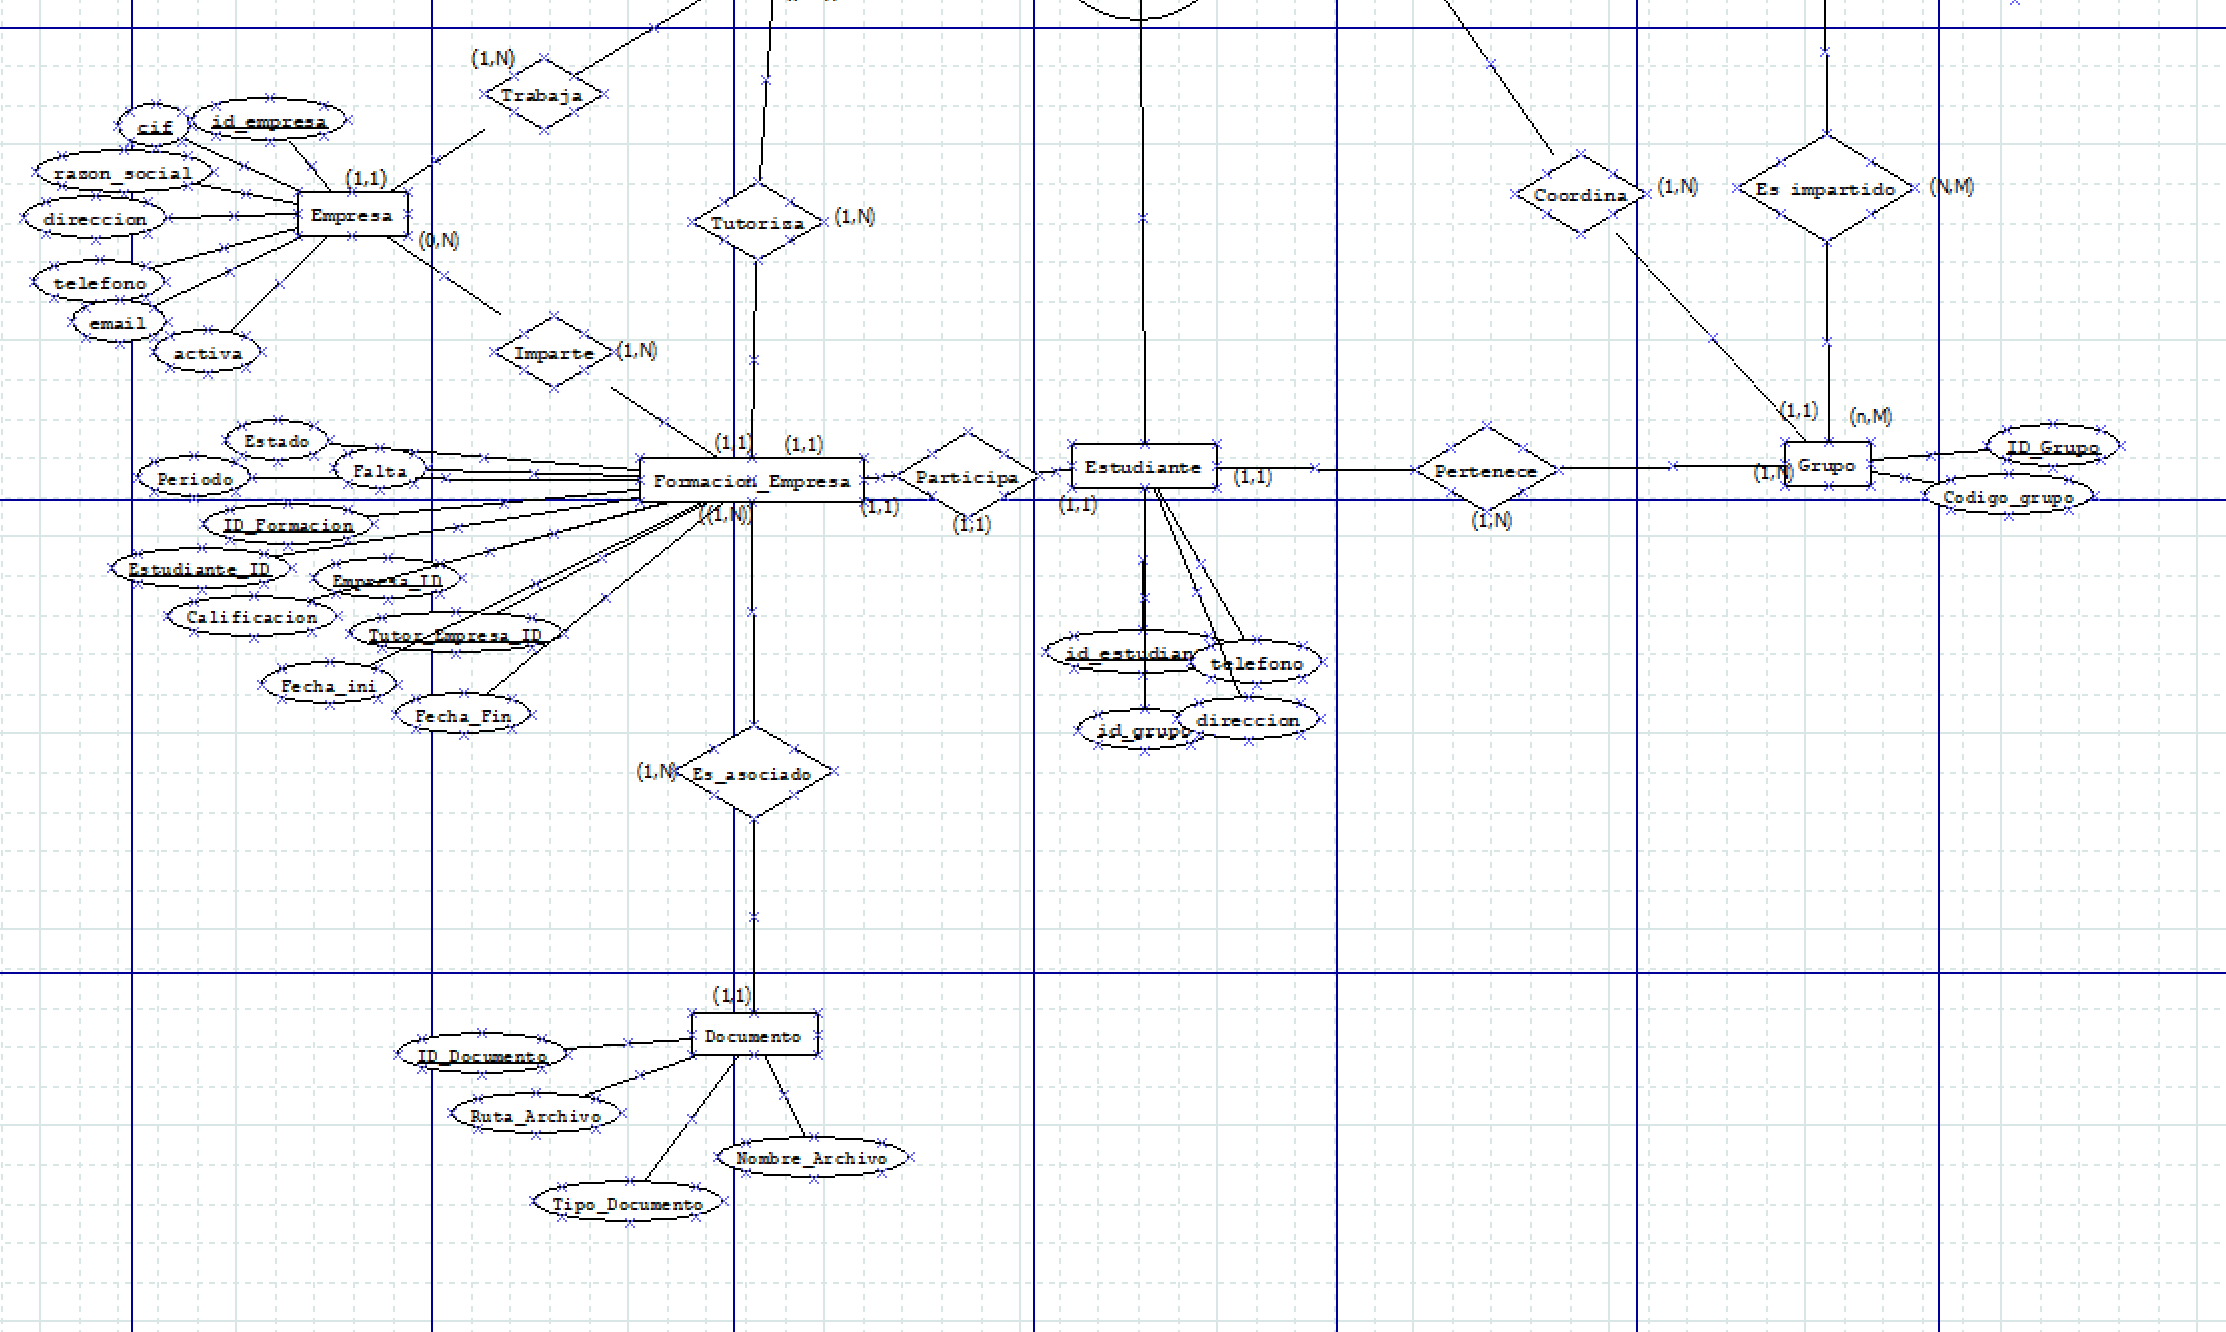 (1,N)
Trabaja
cif
id_empresa
razon_social
(1,1)
Empresa
direccion
(0,N)
telefono
email
activa
Tutoriza
(1,N)
Coordina
(1,N)
Es impartido
(N,M)
Imparte
(1,N)
Estado
Periodo
Falta
(1,1)
(1,1)
Formacion_Empresa
(1,1)
((1,N))
Participa
(1,1)
Estudiante
(1,1)
(1,1)
Pertenece
(1,N)
(1,1)
(n,M)
(1,N)
Grupo
ID_Grupo
Codigo_grupo
ID_Formacion
Estudiante_ID
Empresa_ID
Calificacion
Tutor_Empresa_ID
Fecha_ini
Fecha_Fin
id_estudian
telefono
id_grupo
direccion
(1,N)
Es_asociado
(1,1)
Documento
ID_Documento
Ruta_Archivo
Nombre_Archivo
Tipo_Documento